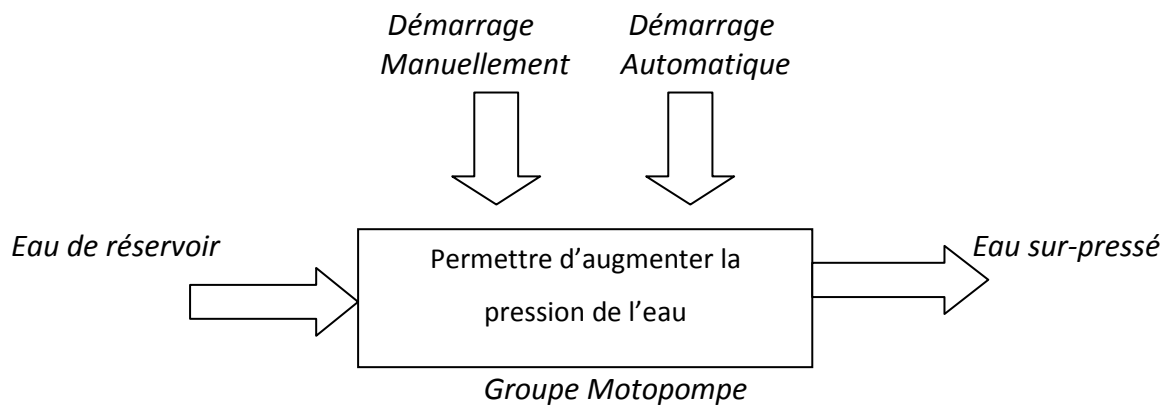 Démarrage
Manuellement
Démarrage
Automatique
Eau de réservoir
Permettre d'augmenter la
pression de l'eau
Eau sur-pressé
Groupe Motopompe